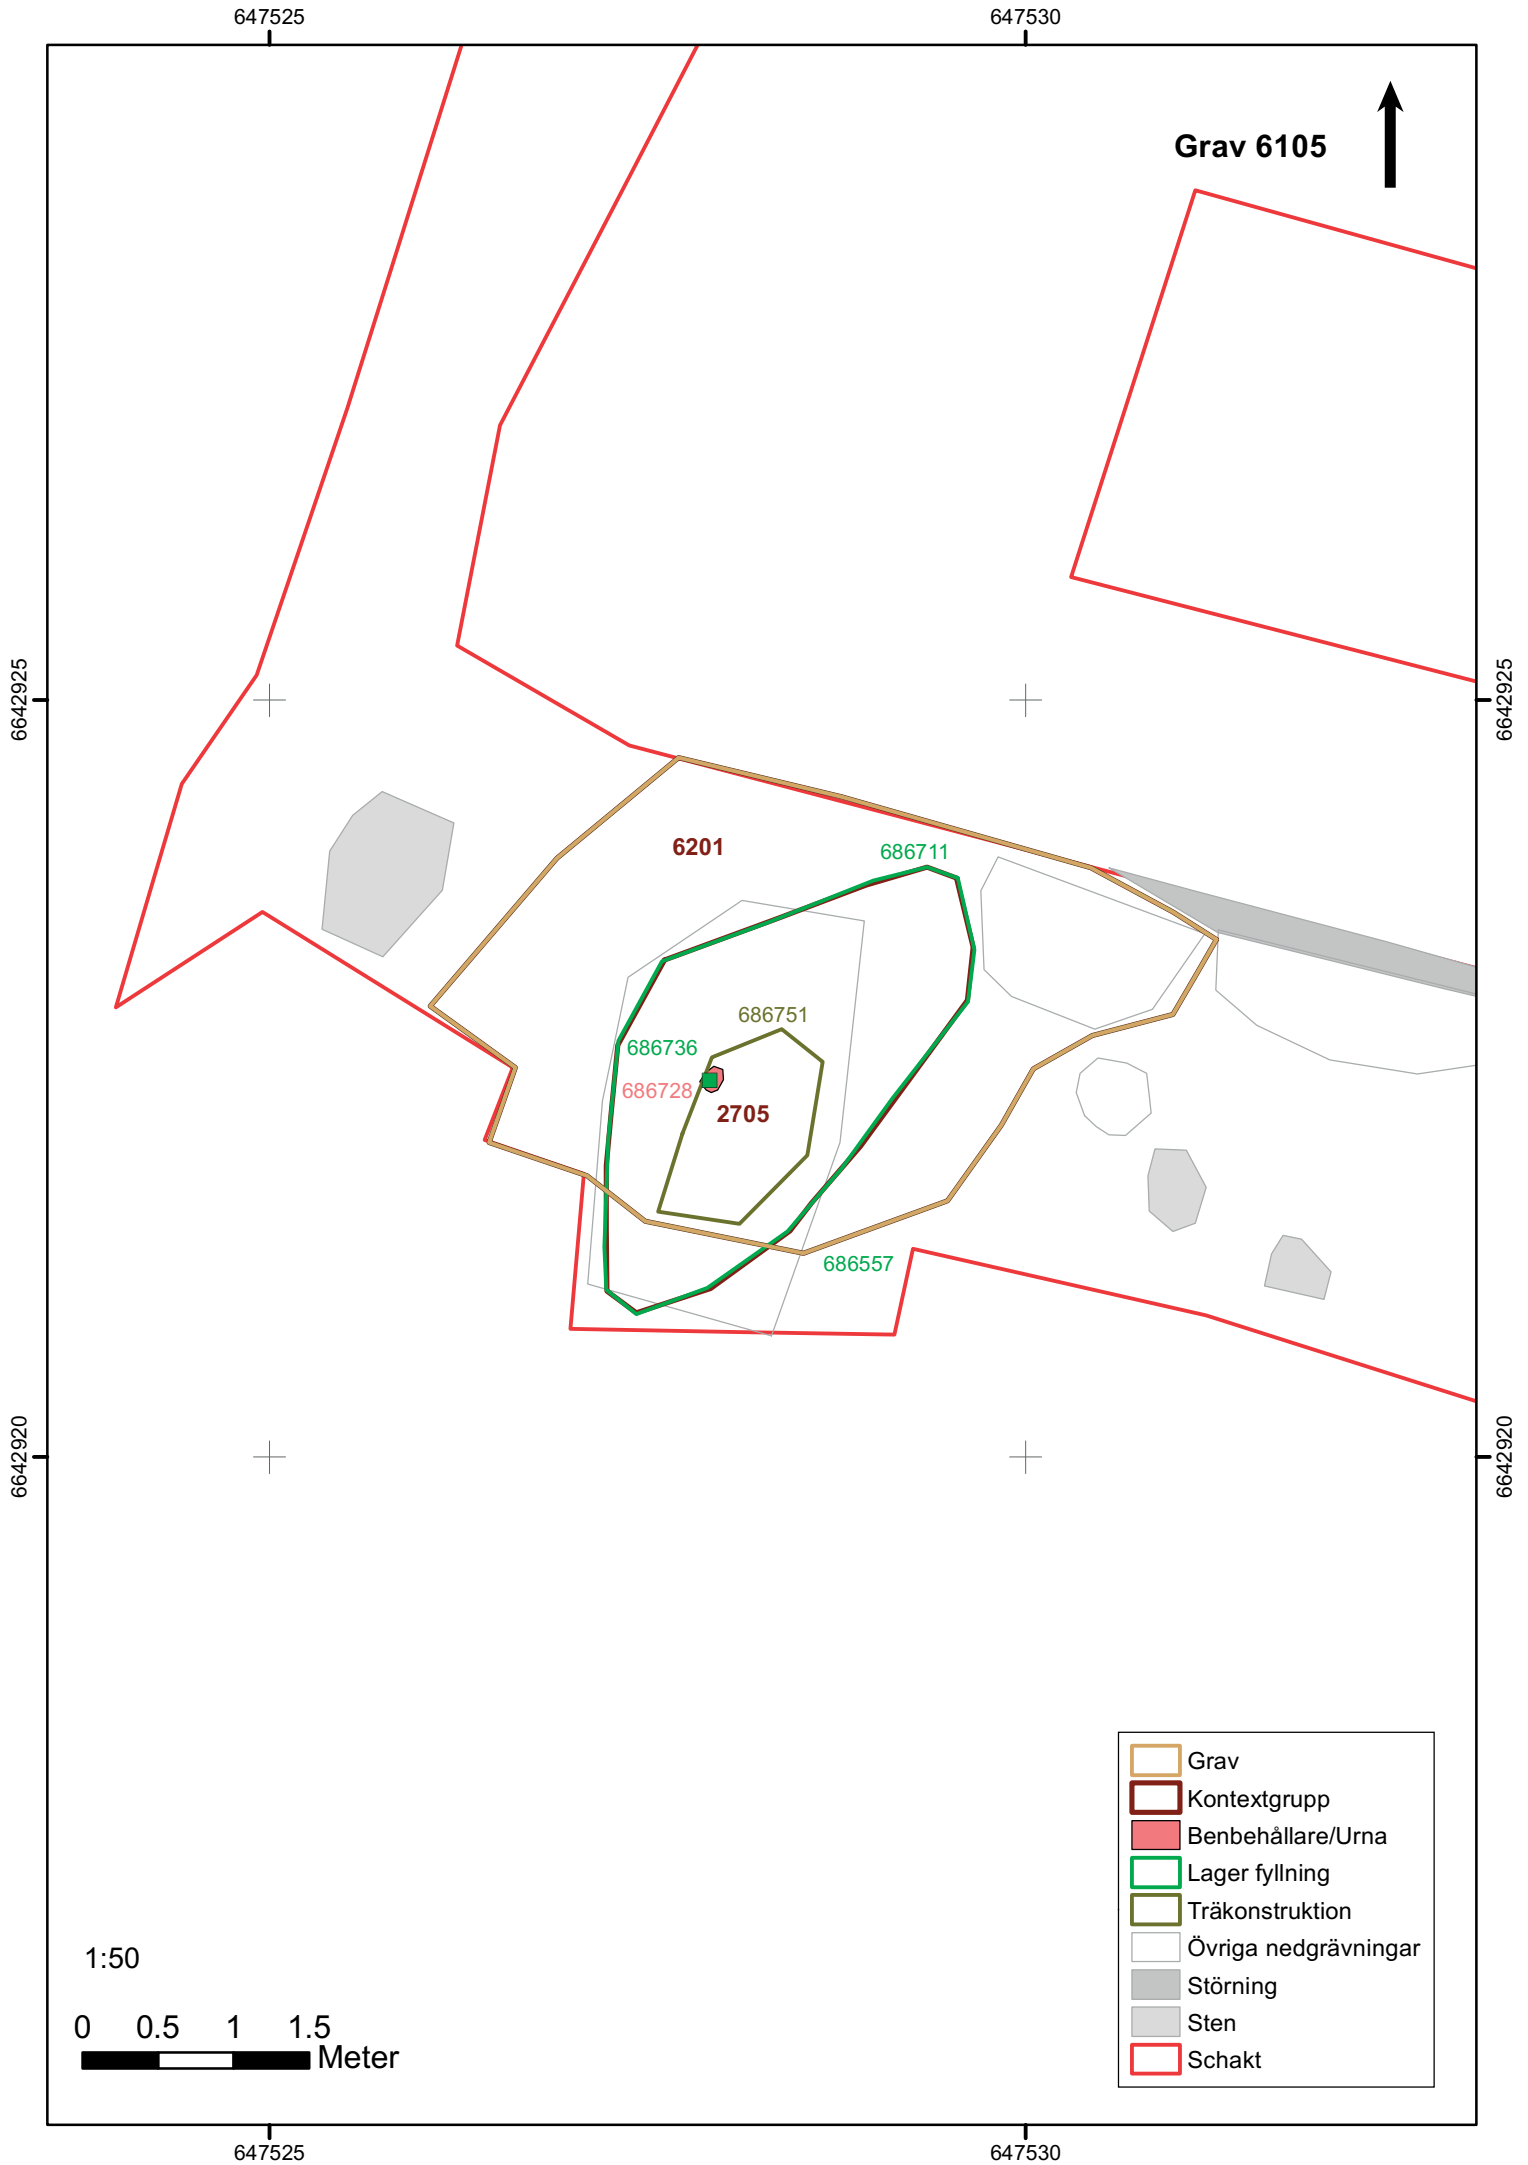 647525
647530
Grav 6105
6642925
6642925
6201
686711
686751
686736
686728
2705
686557
6642920
6642920
Grav
Kontextgrupp
Benbehållare/Urna
Lager fyllning
Träkonstruktion
Övriga nedgrävningar
Störning
Sten
Schakt
1:50
0 0.5 1 1.5
Meter
647525
647530